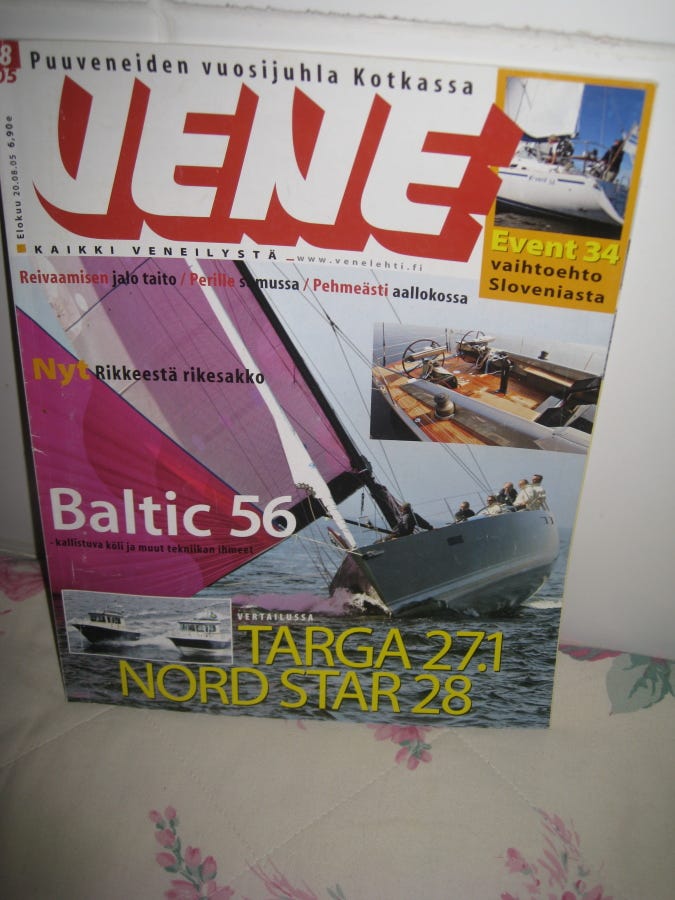 8
05
Puuveneiden vuosijuhla Kotkassa
VENE
Elokuu 20.08.05 6,90e
KAIKKI VENEILYSTÄ _www.venelehti.fi
Event 34
vaihtoehto
Sloveniasta
Reivaamisen jalo taito / Perille sumussa / Pehmeästi aallokossa
Nyt Rikkeestä rikesakko
Baltic 56
- kallistuva köli ja muut tekniikan ihmeet
VERTAILUSSA
TARGA 27.1
NORD STAR 28